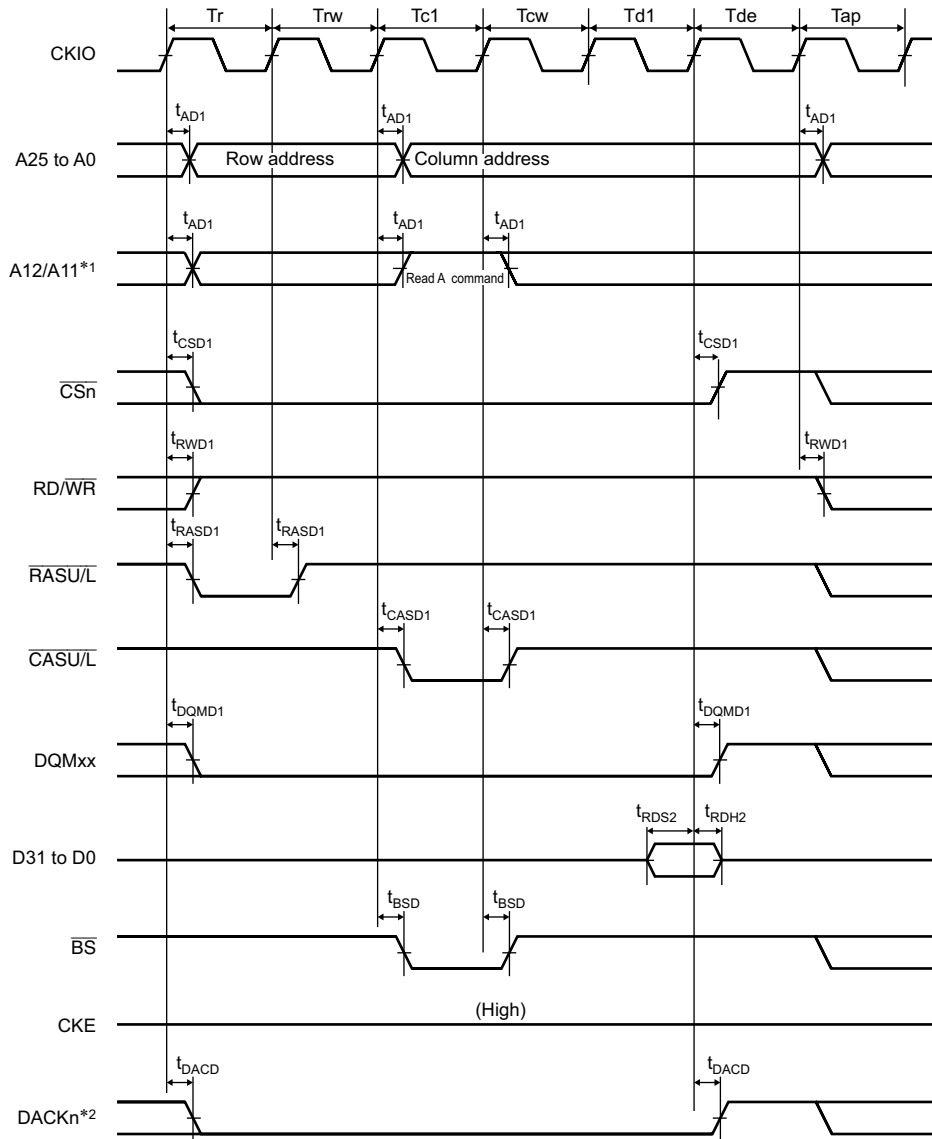 Tr Trw Tc1 Tcw Td1 Tde Tap
CKIO
tAD1 tAD1 tAD1
A25 to A0 Row address Column address
tAD1 tAD1 tAD1
A12/A11*1 Read A command
tCSD1 tCSD1
CSn
tRWD1 tRWD1
RD/WR
tRASD1 tRASD1
RASU/L
tCASD1 tCASD1
CASU/L
tDQMD1 tDQMD1
DQMxx
tRDS2 tRDH2
D31 to D0
tBSD tBSD
BS
(High)
CKE
tDACD tDACD
DACKn*2